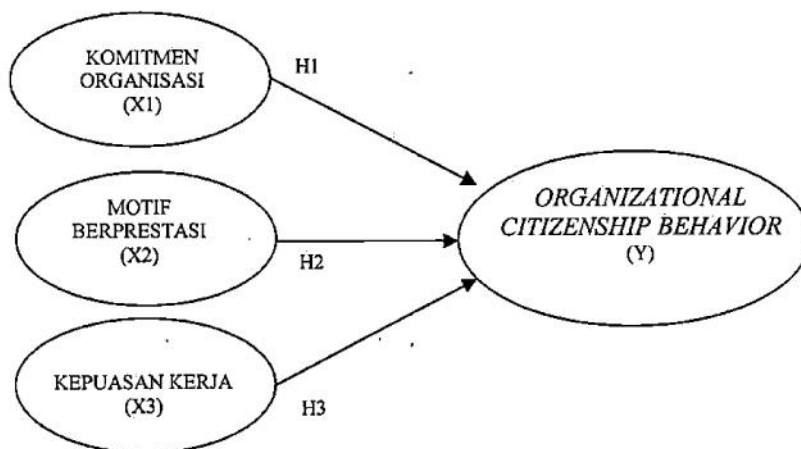 KOMITMEN
ORGANISASI
(X1)
H1
MOTIF
BERPRESTASI
(X2)
H2
KEPUASAN KERJA
(X3)
H3
ORGANIZATIONAL
CITIZENSHIP BEHAVIOR
(Y)